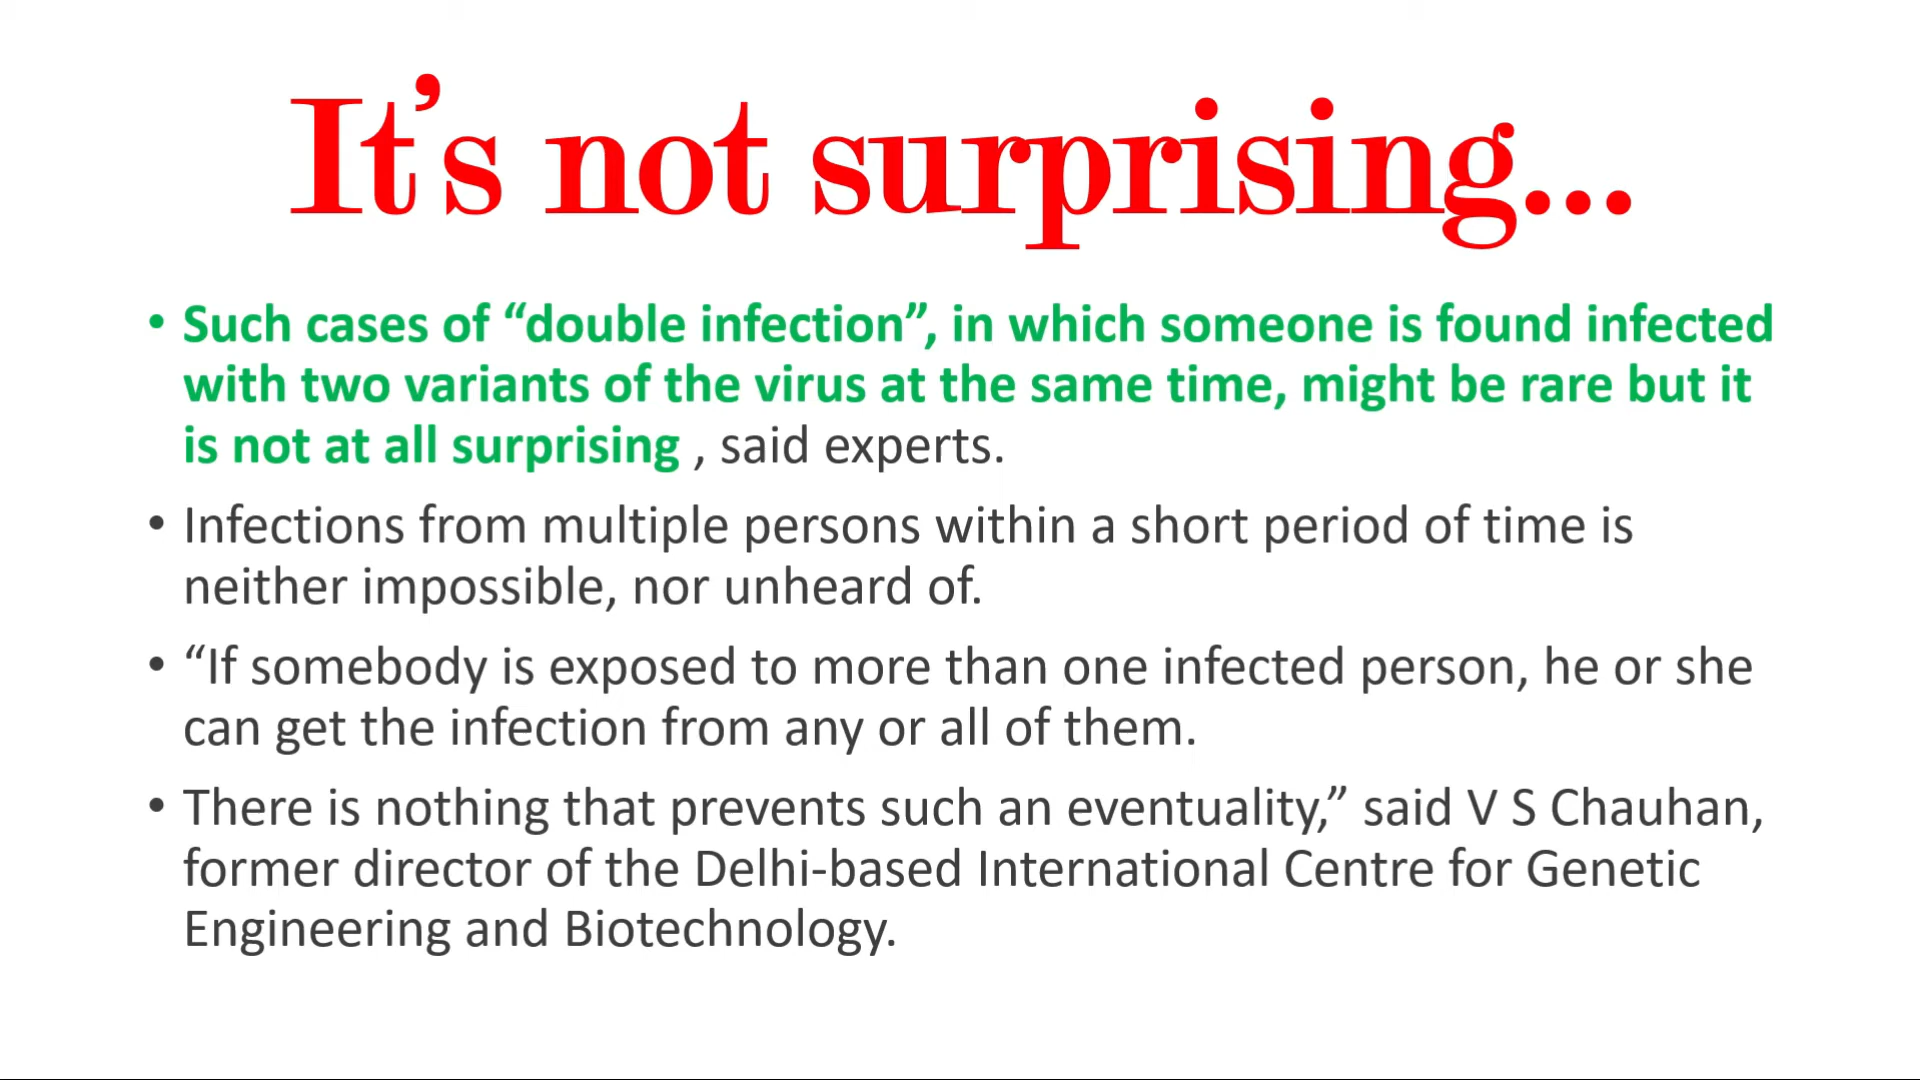 It’s not surprising...
• Such cases of “double infection”, in which someone is found infected
with two variants of the virus at the same time, might be rare but it
is not at all surprising , said experts.
• Infections from multiple persons within a short period of time is
neither impossible, nor unheard of.
• “If somebody is exposed to more than one infected person, he or she
can get the infection from any or all of them.
• There is nothing that prevents such an eventuality,” said V S Chauhan,
former director of the Delhi-based International Centre for Genetic
Engineering and Biotechnology.